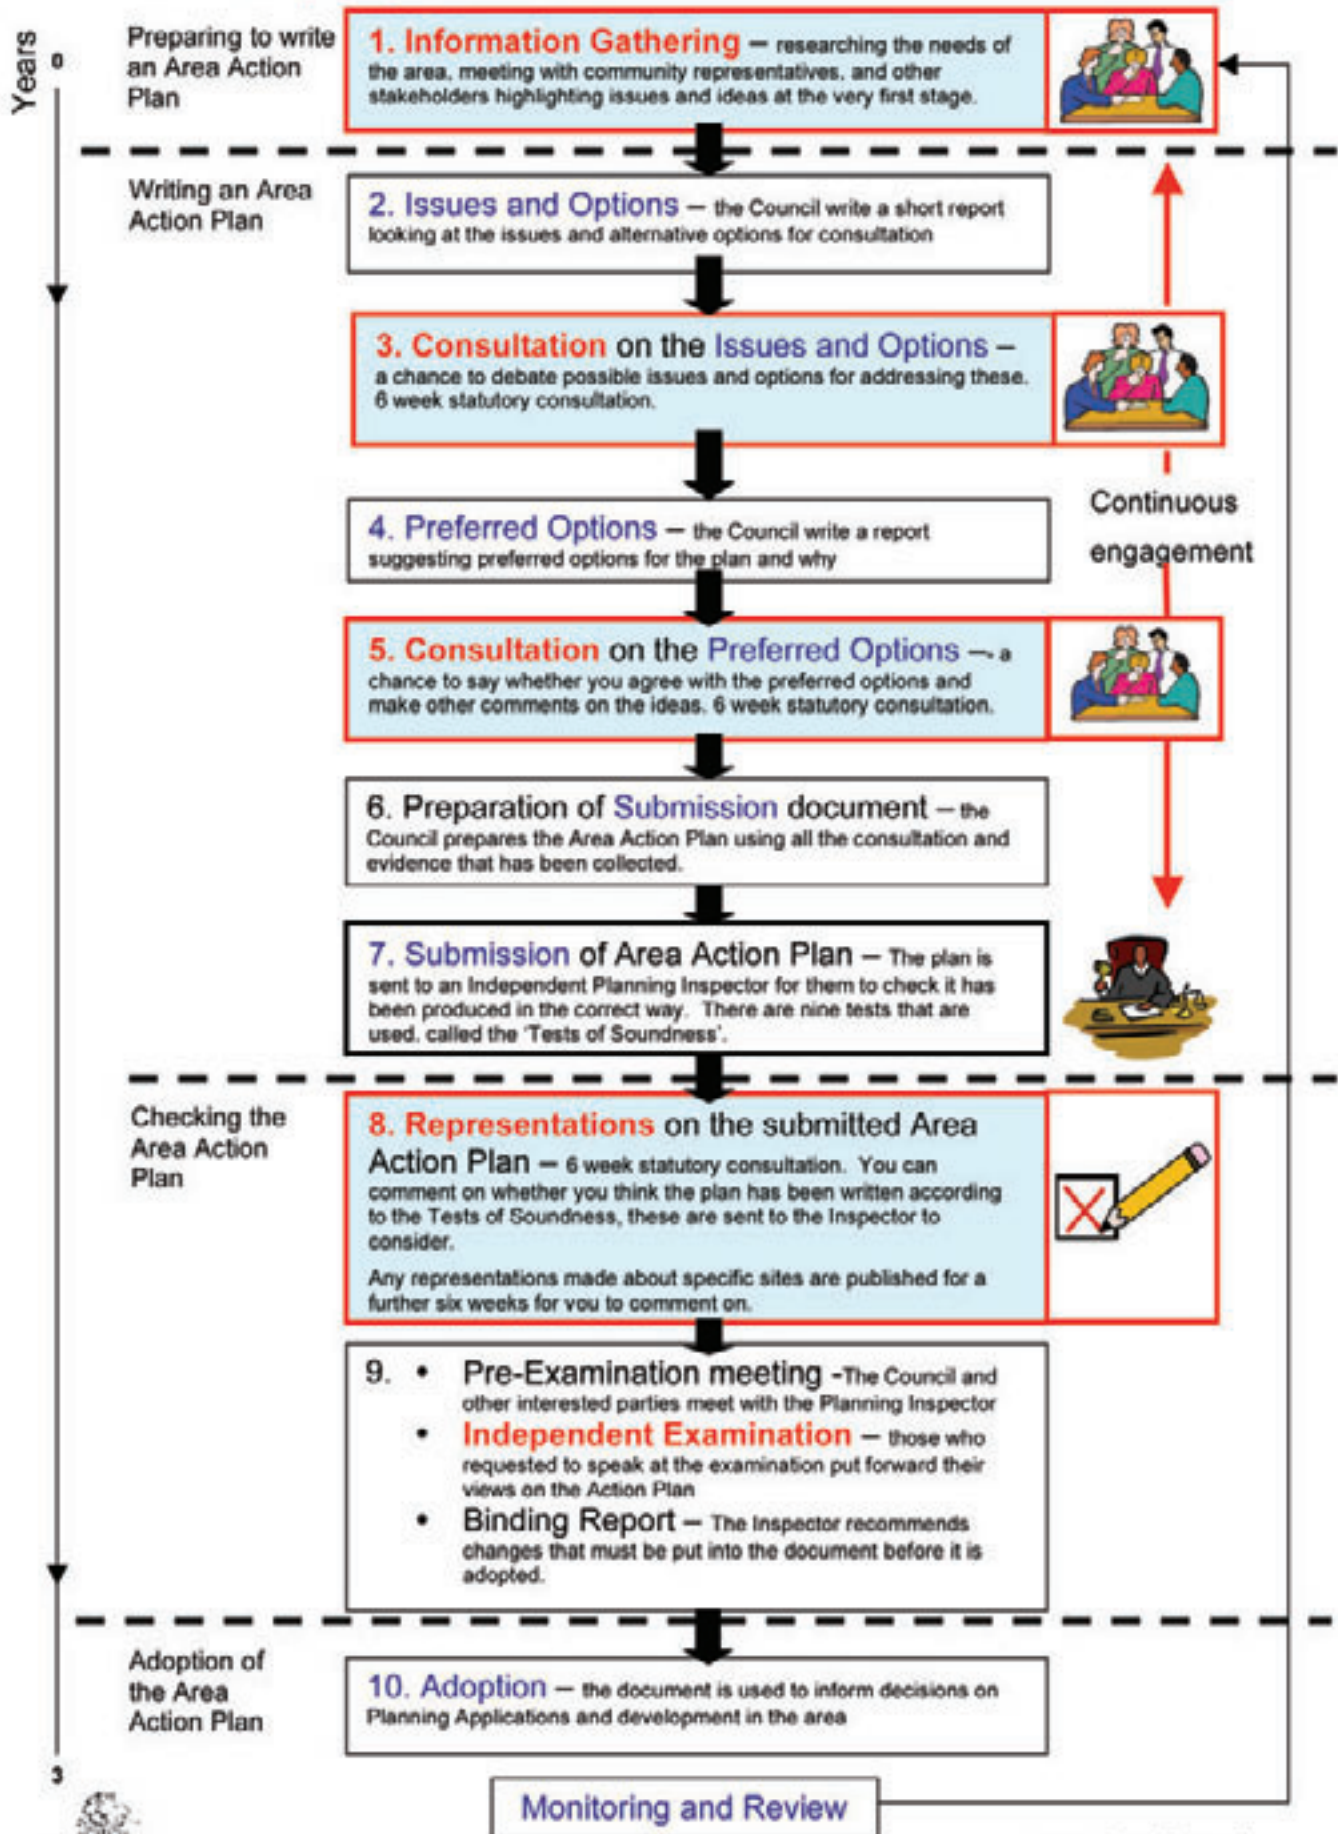 Years
0
Preparing to write
an Area Action
Plan
1. Information Gathering – researching the needs of
the area, meeting with community representatives, and other
stakeholders highlighting issues and ideas at the very first stage.
Writing an Area
Action Plan
2. Issues and Options – the Council write a short report
looking at the issues and alternative options for consultation
3. Consultation on the Issues and Options –
a chance to debate possible issues and options for addressing these.
6 week statutory consultation.
Continuous
engagement
4. Preferred Options – the Council write a report
suggesting preferred options for the plan and why
5. Consultation on the Preferred Options –- a
chance to say whether you agree with the preferred options and
make other comments on the ideas. 6 week statutory consultation.
6. Preparation of Submission document – the
Council prepares the Area Action Plan using all the consultation and
evidence that has been collected.
7. Submission of Area Action Plan – The plan is
sent to an Independent Planning Inspector for them to check it has
been produced in the correct way. There are nine tests that are
used, called the 'Tests of Soundness'.
Checking the
Area Action
Plan
8. Representations on the submitted Area
Action Plan – 6 week statutory consultation. You can
comment on whether you think the plan has been written according
to the Tests of Soundness, these are sent to the Inspector to
consider.
Any representations made about specific sites are published for a
further six weeks for you to comment on.
9. • Pre-Examination meeting -The Council and
other interested parties meet with the Planning Inspector
• Independent Examination – those who
requested to speak at the examination put forward their
views on the Action Plan
• Binding Report – The Inspector recommends
changes that must be put into the document before it is
adopted.
Adoption of
the Area
Action Plan
10. Adoption – the document is used to inform decisions on
Planning Applications and development in the area
3
Monitoring and Review